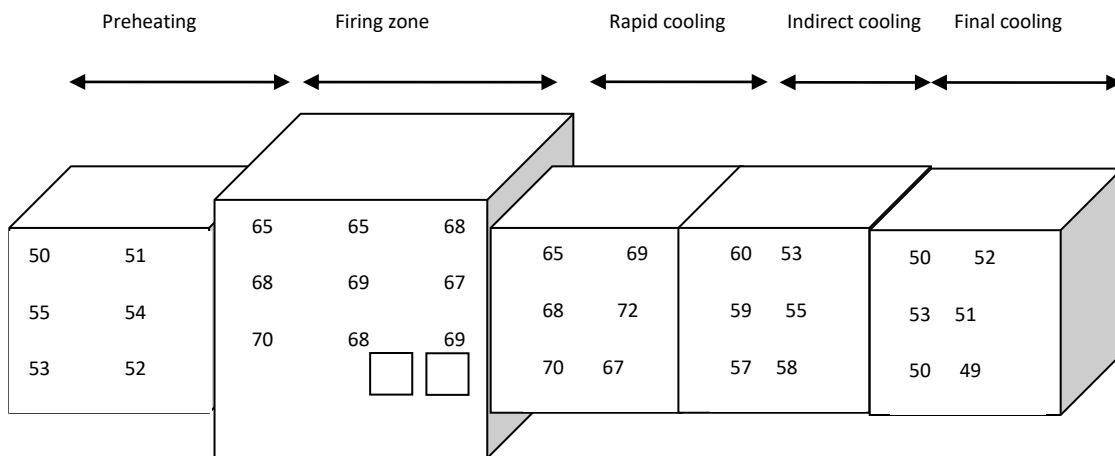 Preheating Firing zone Rapid cooling Indirect cooling Final cooling
65 65 68
50 51 65 69 60 53 50 52
68 69 67
55 54 68 72 59 55 53 51
70 68 69
53 52 70 67 57 58 50 49